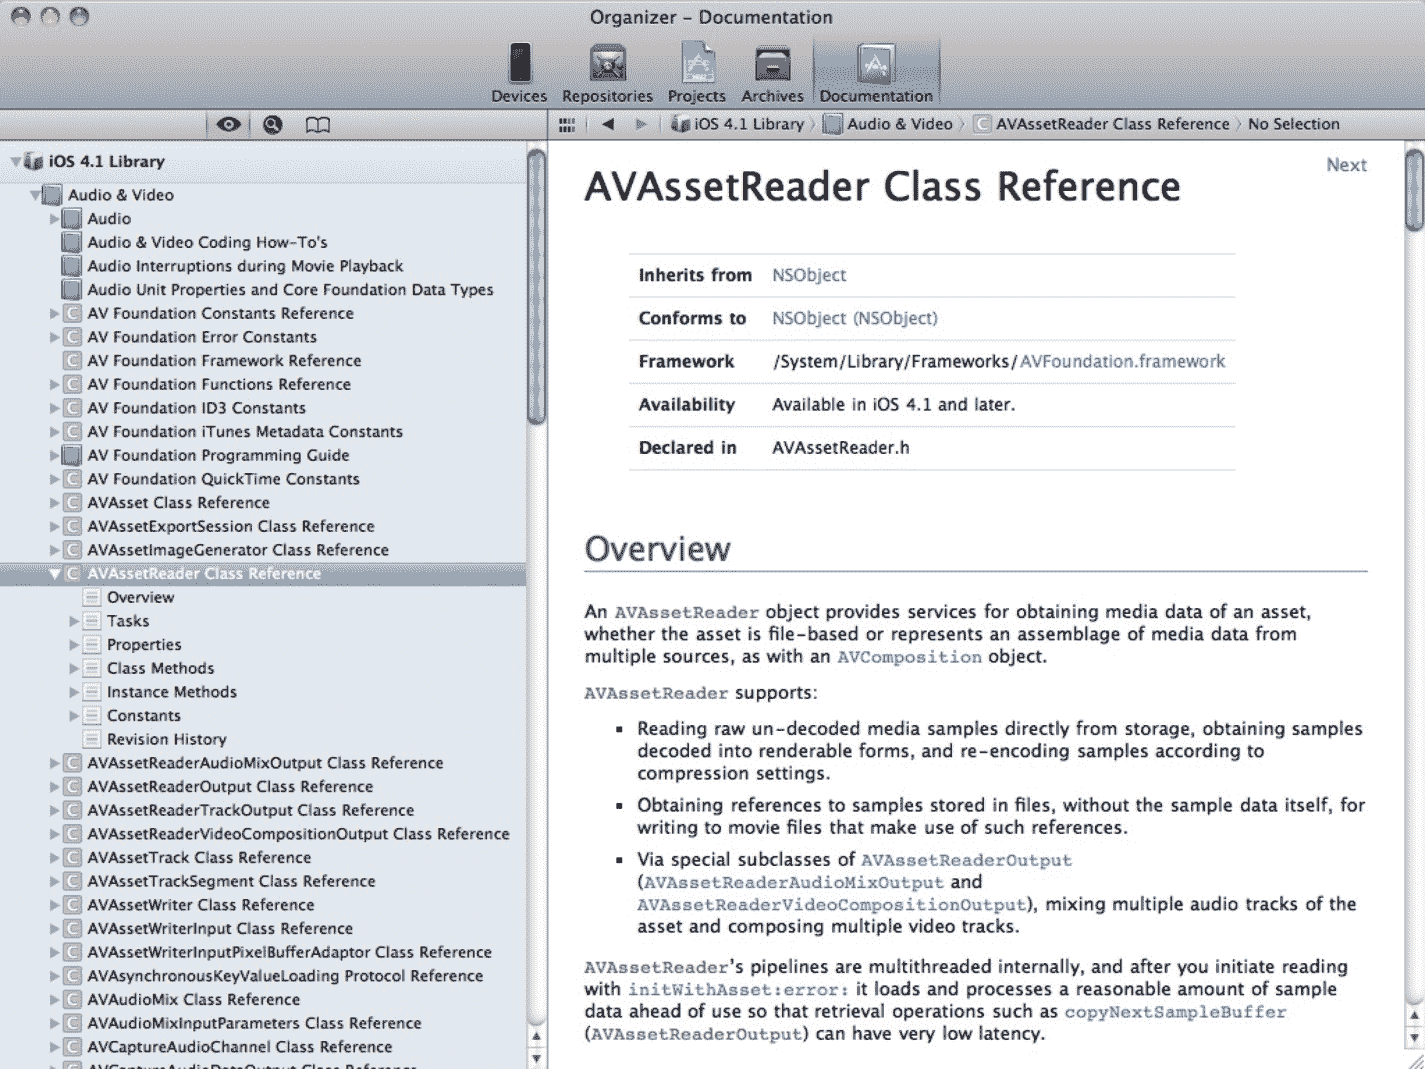 Organizer – Documentation
Devices Repositories Projects Archives Documentation
iOS 4.1 Library Audio & Video AVAssetReader Class Reference No Selection
iOS 4.1 Library
Audio & Video
Audio
Audio & Video Coding How-To's
Audio Interruptions during Movie Playback
Audio Unit Properties and Core Foundation Data Types
AV Foundation Constants Reference
AV Foundation Error Constants
AV Foundation Framework Reference
AV Foundation Functions Reference
AV Foundation ID3 Constants
AV Foundation iTunes Metadata Constants
AV Foundation Programming Guide
AV Foundation QuickTime Constants
AVAsset Class Reference
AVAssetExportSession Class Reference
AVAssetImageGenerator Class Reference
AVAssetReader Class Reference
Overview
Tasks
Properties
Class Methods
Instance Methods
Constants
Revision History
AVAssetReaderAudioMixOutput Class Reference
AVAssetReaderOutput Class Reference
AVAssetReaderTrackOutput Class Reference
AVAssetReaderVideoCompositionOutput Class Reference
AVAssetTrack Class Reference
AVAssetTrackSegment Class Reference
AVAssetWriter Class Reference
AVAssetWriterInput Class Reference
AVAssetWriterInputPixelBufferAdaptor Class Reference
AVAsynchronousKeyValueLoading Protocol Reference
AVAudioMix Class Reference
AVAudioMixInputParameters Class Reference
AVCaptureAudioChannel Class Reference
Next
AVAssetReader Class Reference
Inherits from NSObject
Conforms to NSObject (NSObject)
Framework /System/Library/Frameworks/AVFoundation.framework
Availability Available in iOS 4.1 and later.
Declared in AVAssetReader.h
Overview
An AVAssetReader object provides services for obtaining media data of an asset,
whether the asset is file-based or represents an assemblage of media data from
multiple sources, as with an AVComposition object.
AVAssetReader supports:
▪ Reading raw un-decoded media samples directly from storage, obtaining samples
decoded into renderable forms, and re-encoding samples according to
compression settings.
▪ Obtaining references to samples stored in files, without the sample data itself, for
writing to movie files that make use of such references.
▪ Via special subclasses of AVAssetReaderOutput
(AVAssetReaderAudioMixOutput and
AVAssetReaderVideoCompositionOutput), mixing multiple audio tracks of the
asset and composing multiple video tracks.
AVAssetReader's pipelines are multithreaded internally, and after you initiate reading
with initWithAsset:error: it loads and processes a reasonable amount of sample
data ahead of use so that retrieval operations such as copyNextSampleBuffer
(AVAssetReaderOutput) can have very low latency.